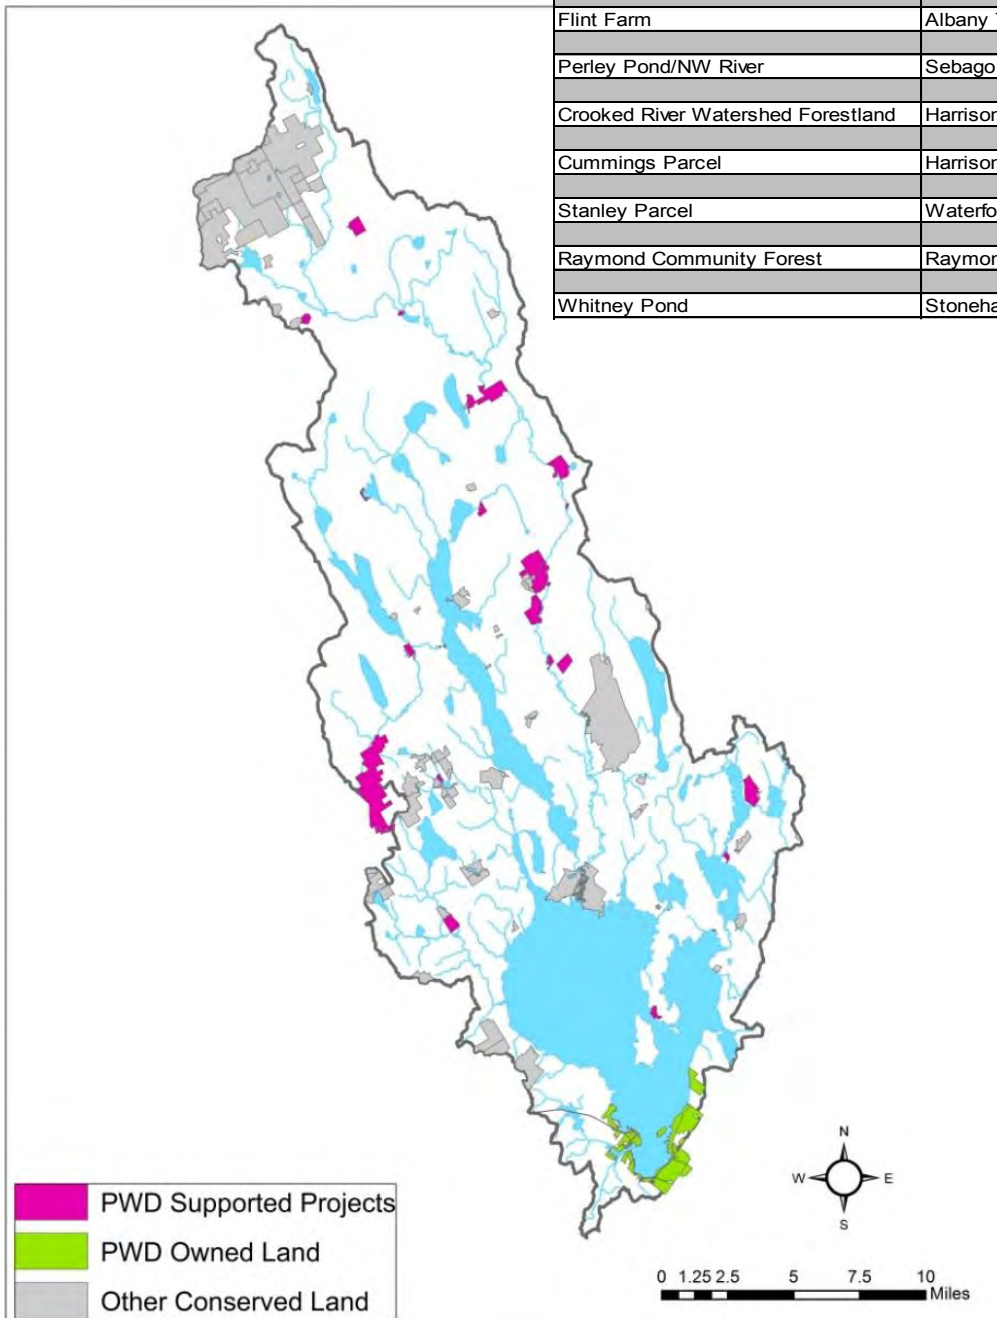 Flint Farm Albany
Perley Pond/NW River Sebago
Crooked River Watershed Forestland Harrison
Cummings Parcel Harrison
Stanley Parcel Waterfo
Raymond Community Forest Raymon
Whitney Pond Stoneha
N
W E
S
PWD Supported Projects
PWD Owned Land
Other Conserved Land
0 1.25 2.5 5 7.5 10
Miles